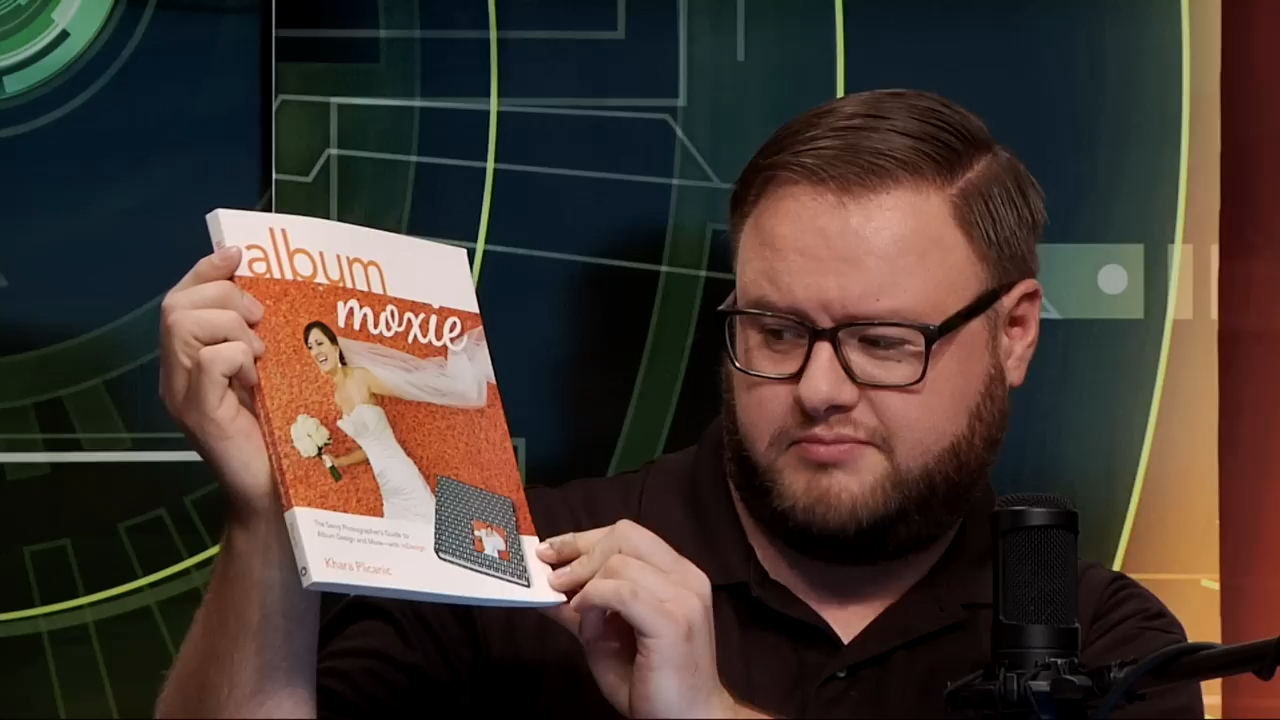 album
moxie
The Savvy Photographer's Guide to
Album Design and More—with InDesign
Khara Plicanic